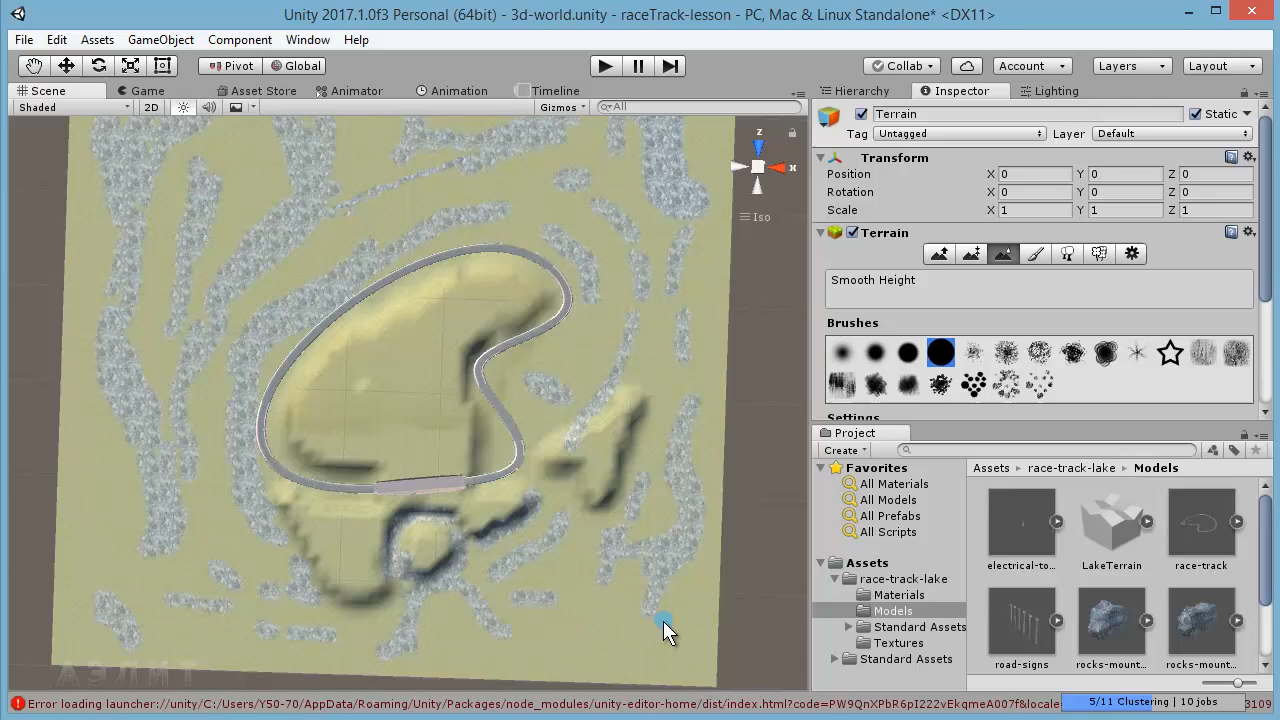 Unity 2017.1.0f3 Personal (64bit) - 3d-world.unity - raceTrack-lesson - PC, Mac & Linux Standalone* <DX11>
File Edit Assets GameObject Component Window Help
Pivot Global Collab Account Layers Layout
Scene Game Asset Store Animator Animation Timeline
Shaded 2D Gizmos All
z
x
Iso
Hierarchy Inspector Lighting
Terrain Static
Tag Untagged Layer Default
Transform
Position X 0 Y 0 Z 0
Rotation X 0 Y 0 Z 0
Scale X 1 Y 1 Z 1
Terrain
Smooth Height
Brushes
Settings
Project
Create
Favorites
All Materials
All Models
All Prefabs
All Scripts
Assets
race-track-lake
Materials
Models
Standard Assets
Textures
Standard Assets
Assets race-track-lake Models
electrical-to... LakeTerrain race-track
road-signs rocks-mount... rocks-mount...
Error loading launcher://unity/C:/Users/Y50-70/AppData/Roaming/Unity/Packages/node_modules/unity-editor-home/dist/index.html?code=PW9QnXPbR6pI222vEkqmeA007f&locale
5/11 Clustering | 10 jobs
3109